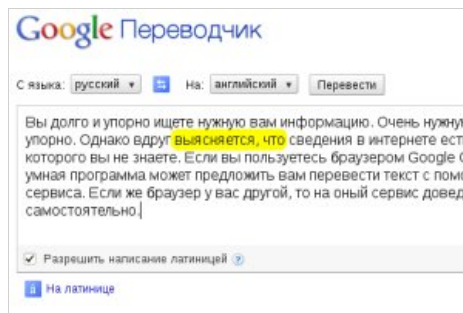 Google Переводчик
С языка: русский На: английский Перевести
Вы долго и упорно ищете нужную вам информацию. Очень нужную
упорно. Однако вдруг выясняется, что сведения в интернете ест
которого вы не знаете. Если вы пользуетесь браузером Google C
умная программа может предложить вам перевести текст с помо
сервиса. Если же браузер у вас другой, то на оный сервис довед
самостоятельно.
Разрешить написание латиницей ?
ä На латинице